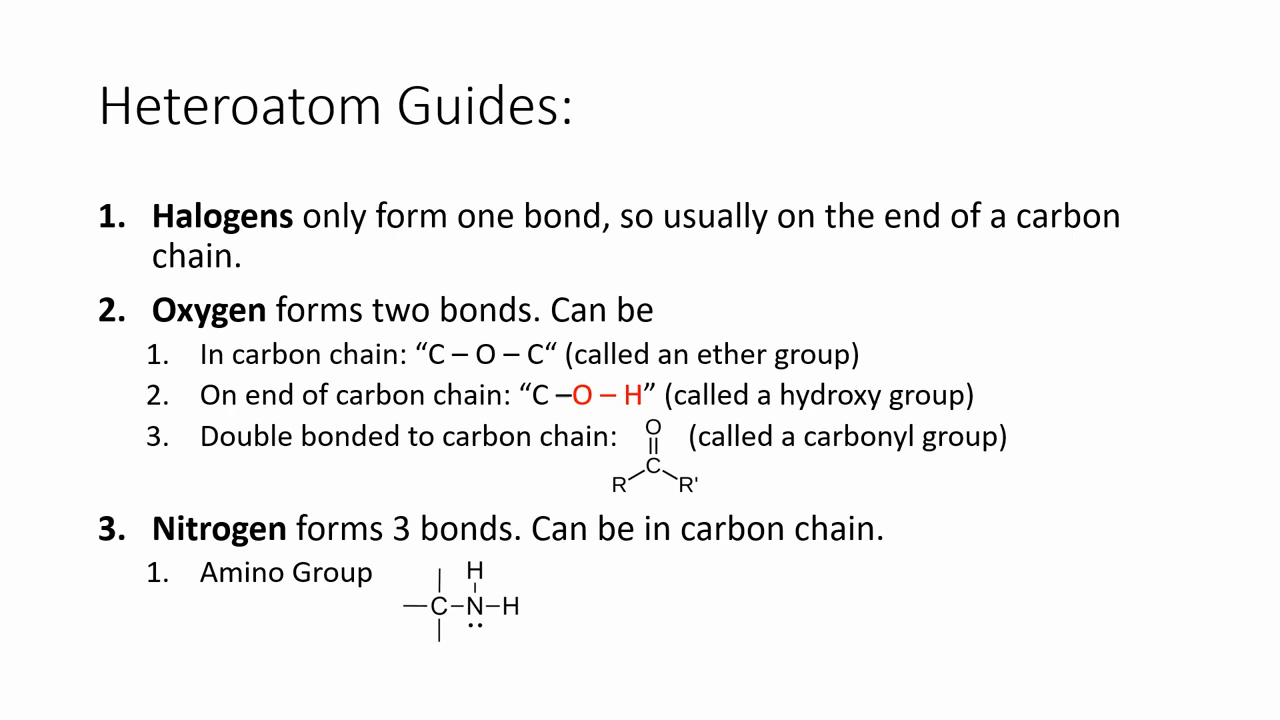 Heteroatom Guides:
1. Halogens only form one bond, so usually on the end of a carbon
chain.
2. Oxygen forms two bonds. Can be
1. In carbon chain: “C – O – C“ (called an ether group)
2. On end of carbon chain: “C –O – H” (called a hydroxy group)
3. Double bonded to carbon chain: (called a carbonyl group)
O
C
R R'
3. Nitrogen forms 3 bonds. Can be in carbon chain.
1. Amino Group
H
C–N–H